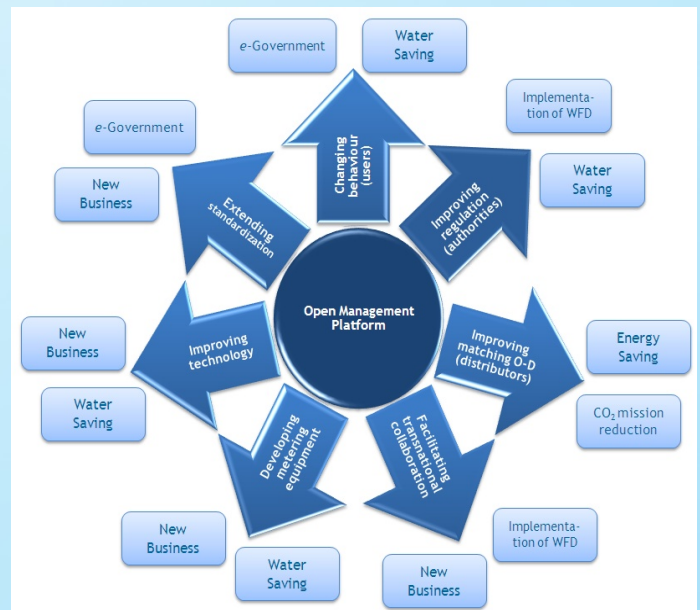 e-Government
Water
Saving
Changing
behaviour
(users)
Implementa-
tion of WFD
Water
Saving
Improving
regulation
(authorities)
Energy
Saving
CO₂ mission
reduction
Improving
matching O-D
(distributors)
Implementa-
tion of WFD
New
Business
Facilitating
transnational
collaboration
Water
Saving
New
Business
Developing
metering
equipment
New
Business
Water
Saving
Improving
technology
e-Government
New
Business
Extending
standardization
Open Management
Platform